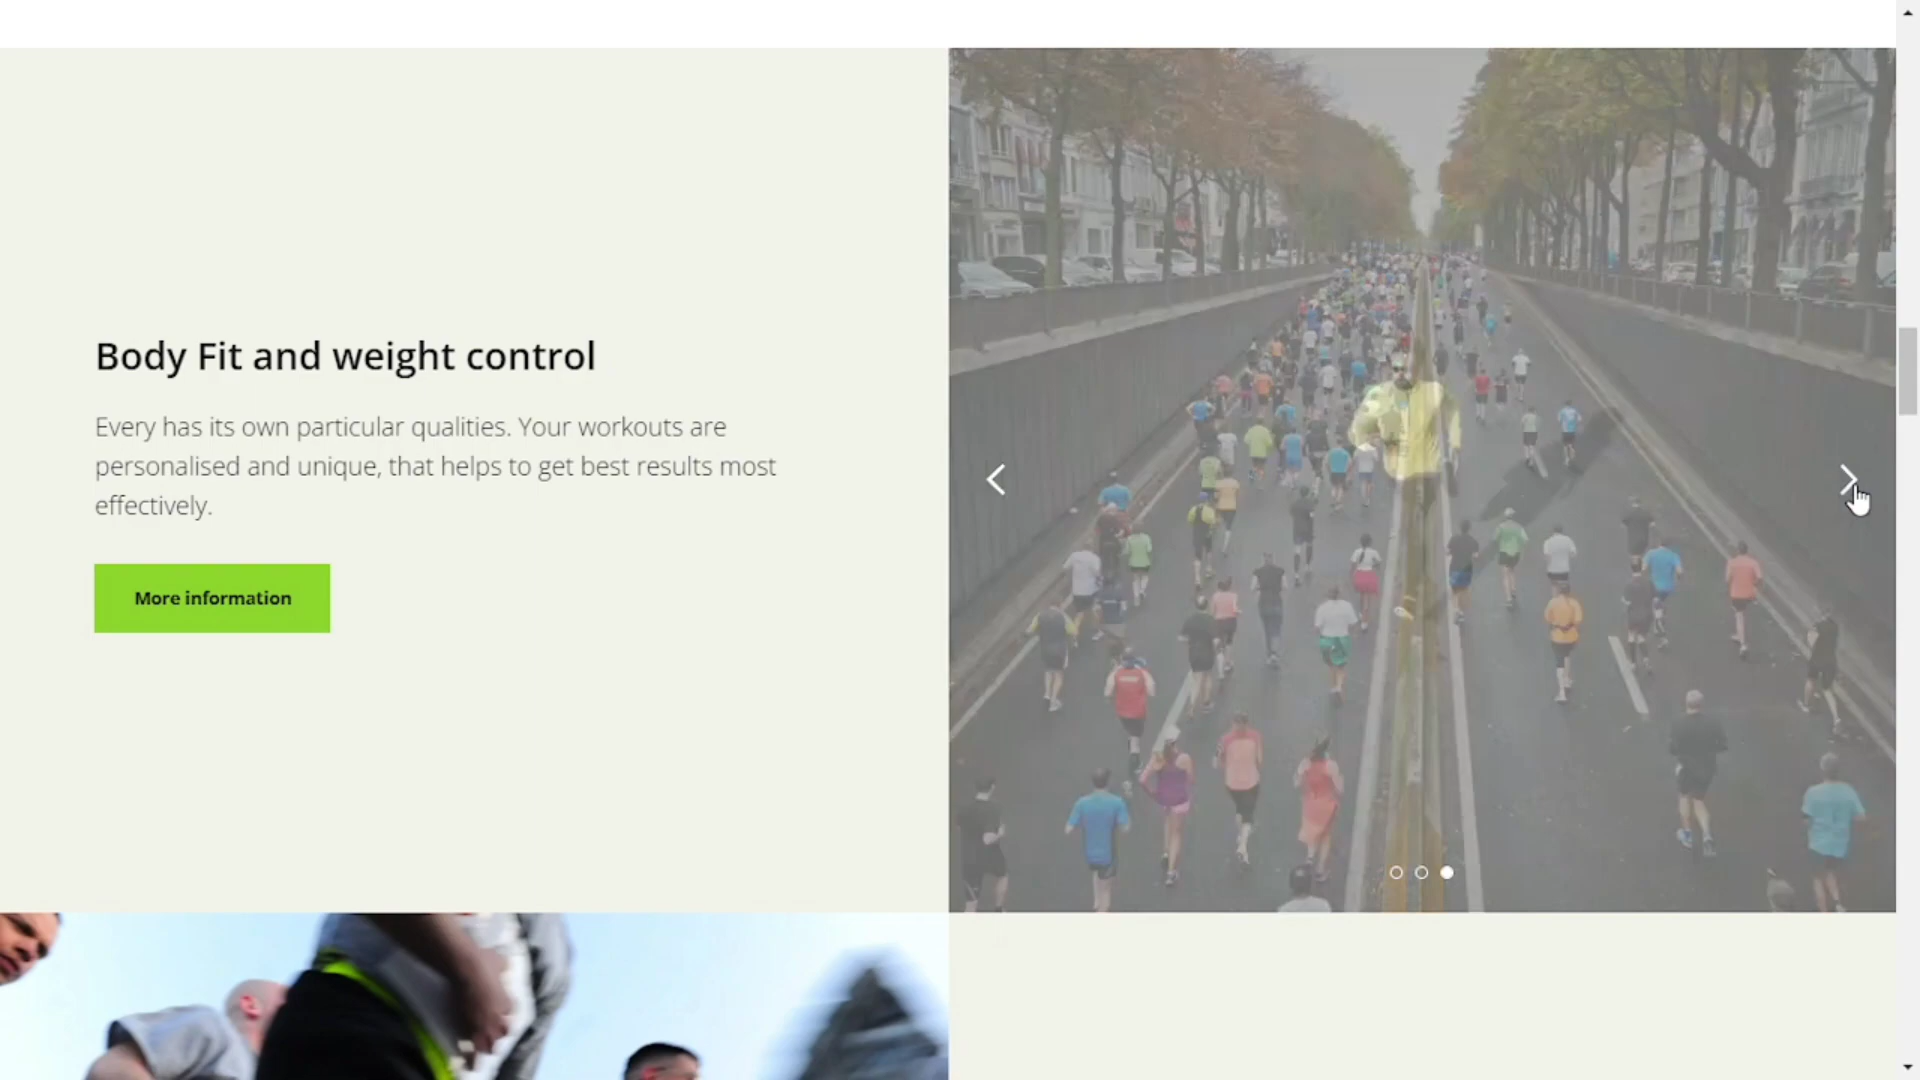 Body Fit and weight control
Every has its own particular qualities. Your workouts are
personalised and unique, that helps to get best results most
effectively.
More information